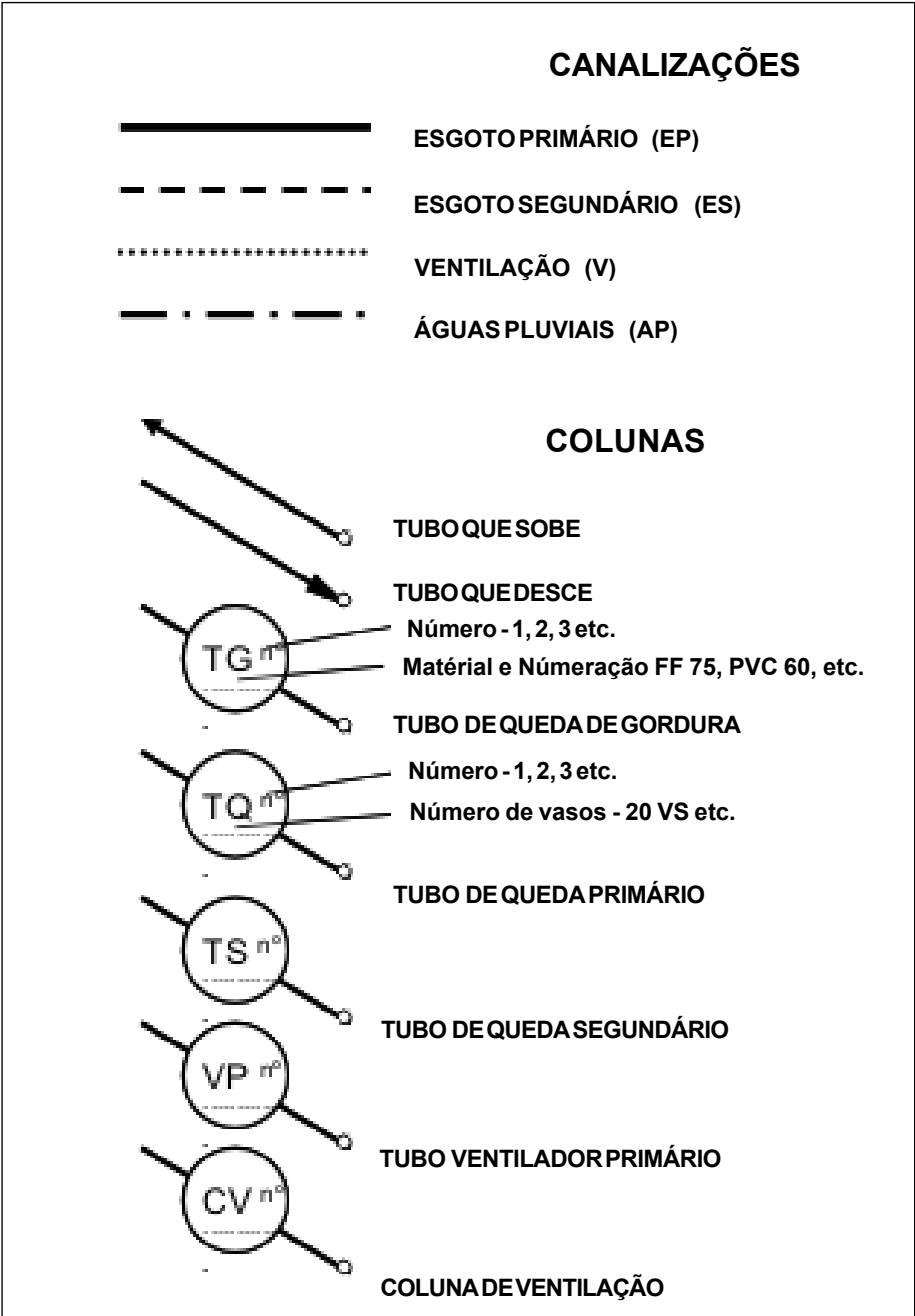 CANALIZAÇÕES
ESGOTO PRIMÁRIO (EP)
ESGOTO SEGUNDÁRIO (ES)
VENTILAÇÃO (V)
ÁGUAS PLUVIAIS (AP)
COLUNAS
TUBO QUE SOBE
TUBO QUE DESCE
TG nº
Número - 1, 2, 3 etc.
Matérial e Númeração FF 75, PVC 60, etc.
TUBO DE QUEDA DE GORDURA
TQ nº
Número - 1, 2, 3 etc.
Número de vasos - 20 VS etc.
TUBO DE QUEDA PRIMÁRIO
TS nº
TUBO DE QUEDA SEGUNDÁRIO
VP nº
TUBO VENTILADOR PRIMÁRIO
CV nº
COLUNA DE VENTILAÇÃO